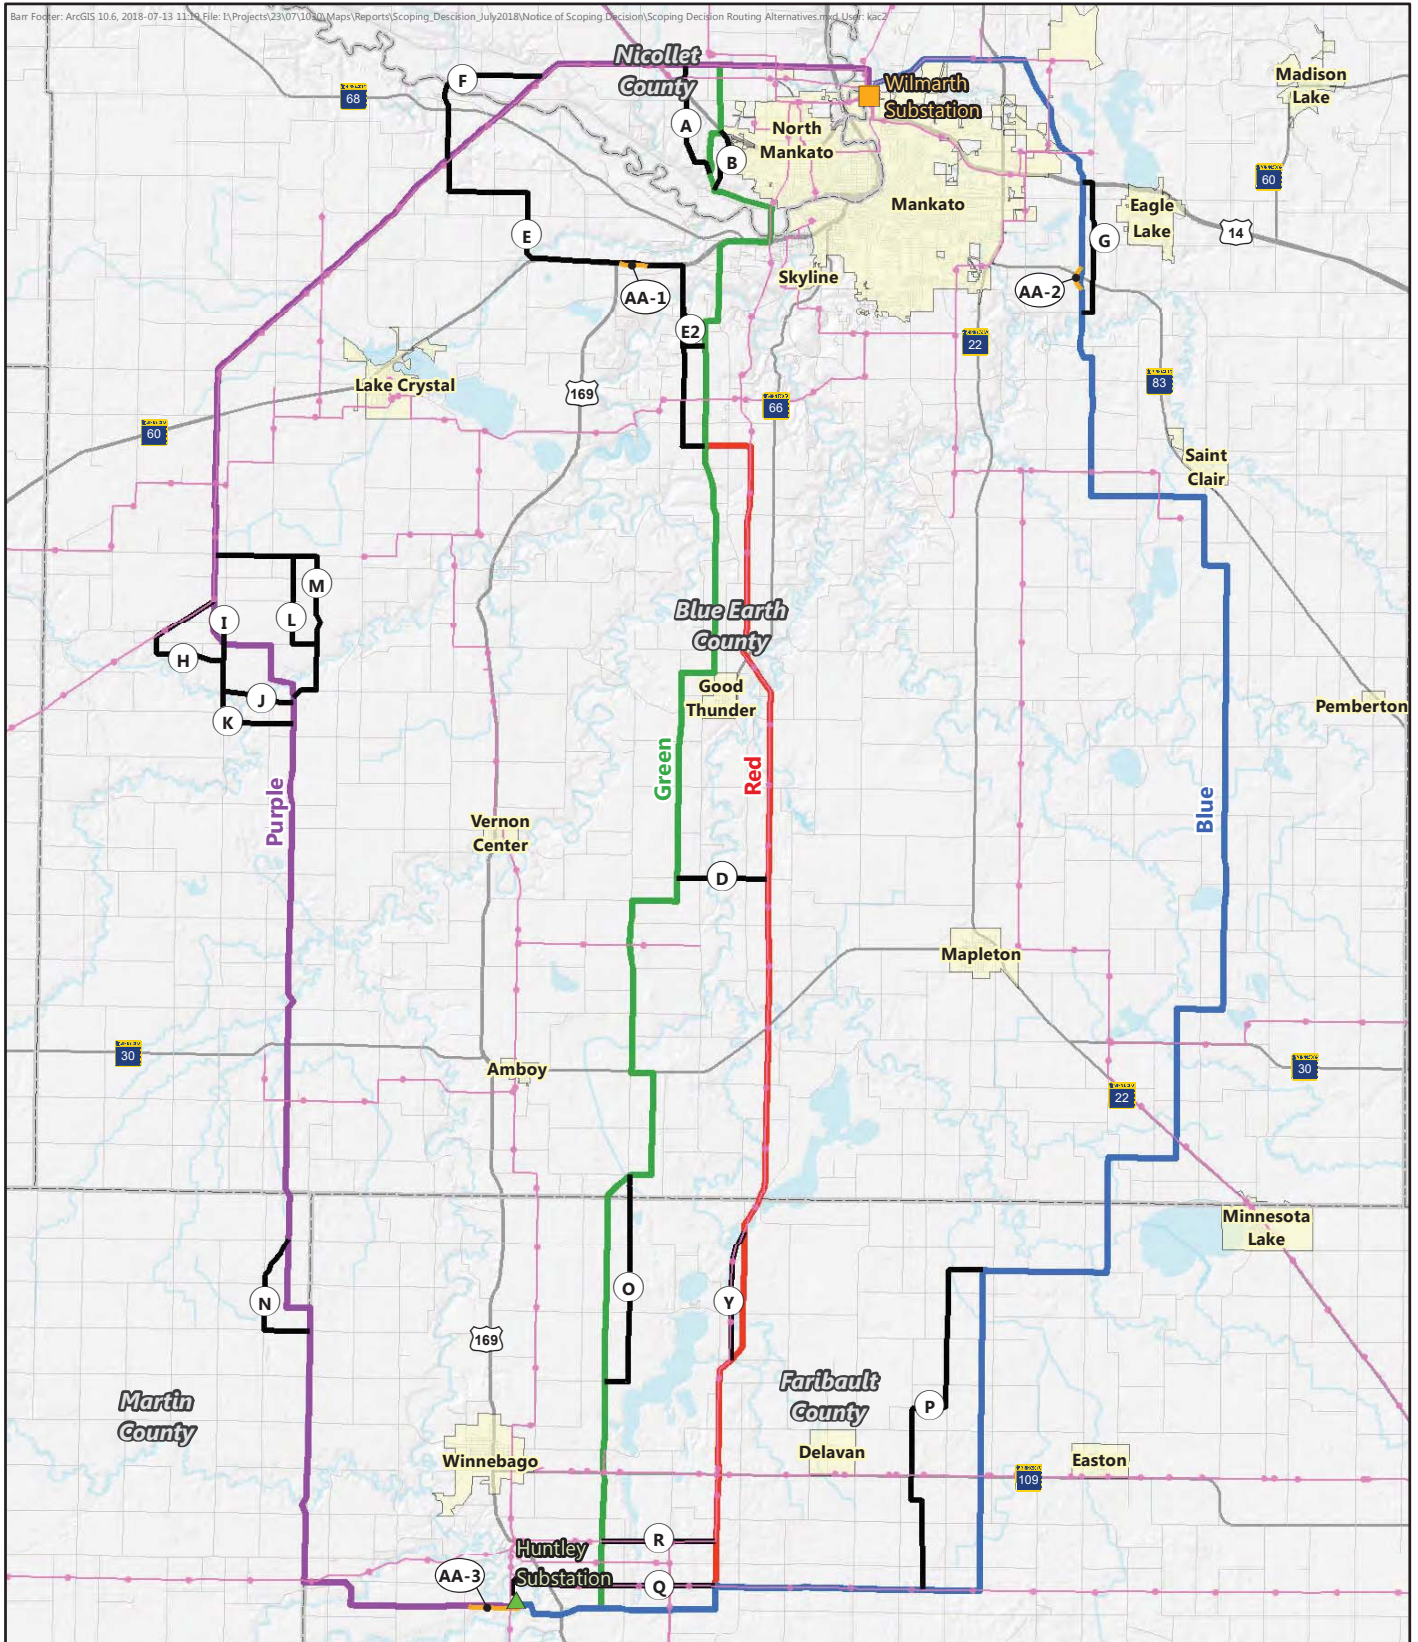 Barr Footer: ArcGIS 10.6, 2018-07-13 11:19 File: I:\Projects\23\07\1030\Maps\Reports\Scoping_Descision_July2018\Notice of Scoping Decision\Scoping Decision Routing Alternatives.mxd User: kac2
Nicollet
County
Madison
Lake
F
68
Wilmarth
Substation
A
North
Mankato
B
60
Mankato
Eagle
Lake
14
E
G
Skyline
AA-1
AA-2
E2
22
Lake Crystal
169
66
83
60
Saint
Clair
M
I
L
Blue Earth
County
H
J
Good
Thunder
K
Pemberton
Green
Red
Purple
Blue
Vernon
Center
D
Mapleton
30
Amboy
30
22
Minnesota
Lake
O
N
Y
169
Martin
County
Faribault
County
P
Winnebago
Delavan
Easton
109
R
Huntley
Substation
AA-3
Q